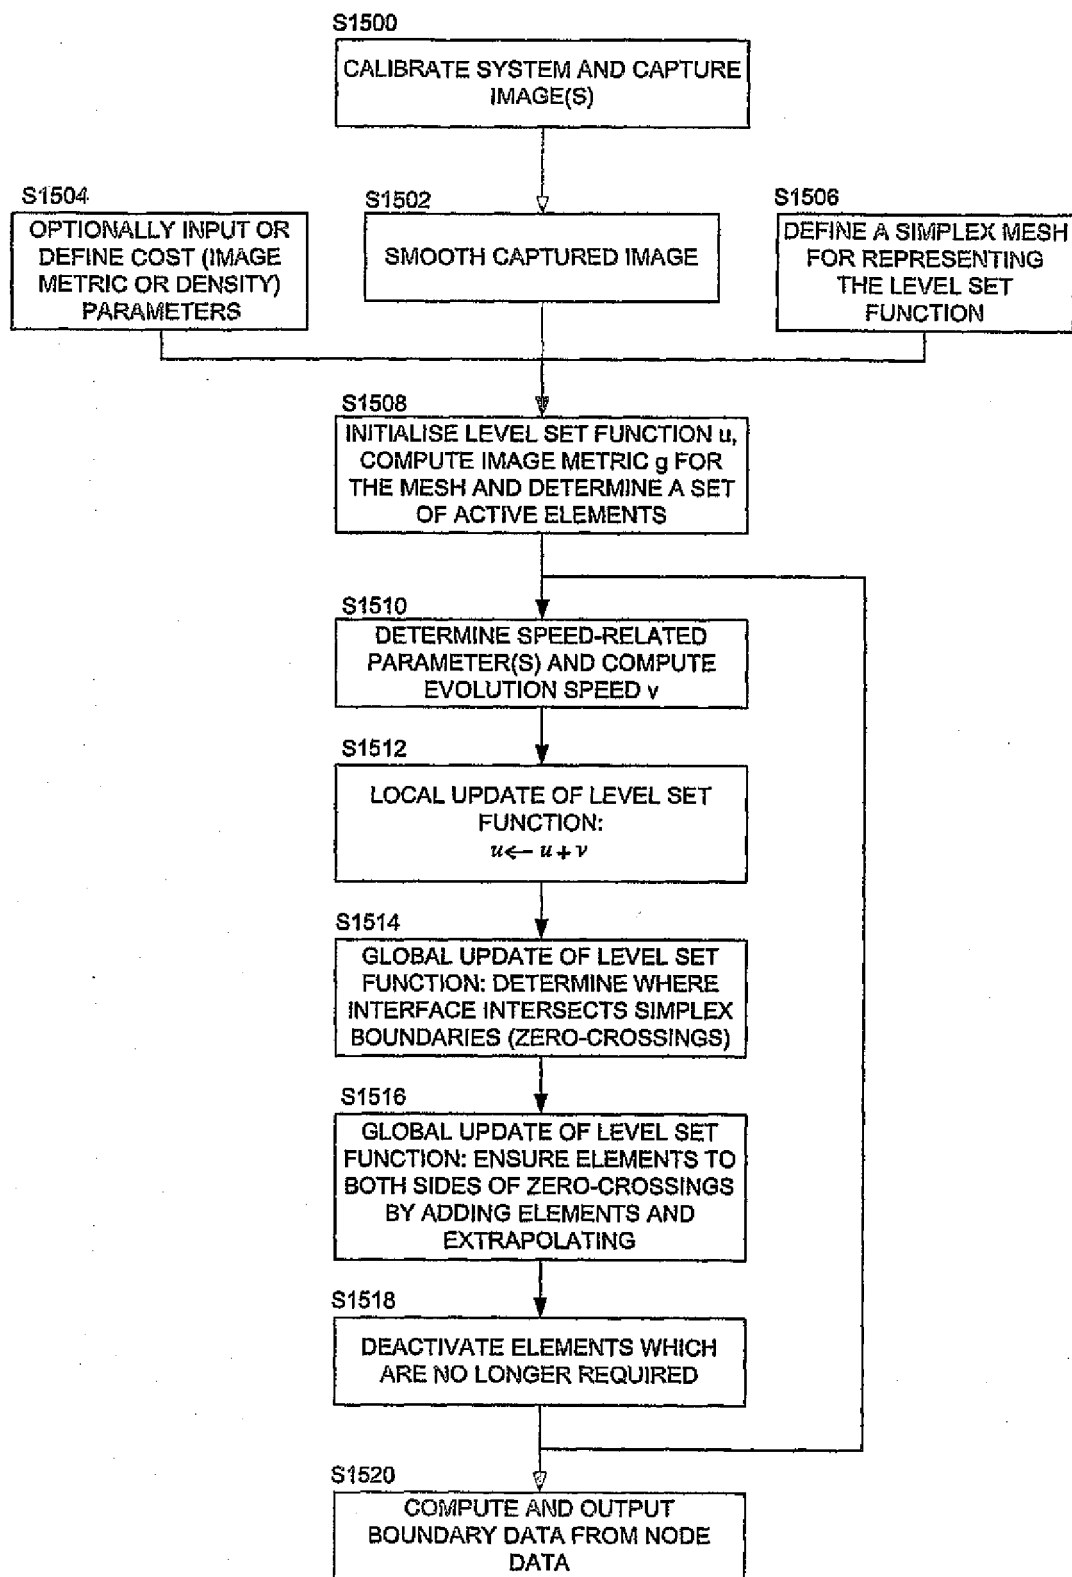 S1500
CALIBRATE SYSTEM AND CAPTURE
IMAGE(S)
S1504
OPTIONALLY INPUT OR
DEFINE COST (IMAGE
METRIC OR DENSITY)
PARAMETERS
S1502
SMOOTH CAPTURED IMAGE
S1506
DEFINE A SIMPLEX MESH
FOR REPRESENTING
THE LEVEL SET
FUNCTION
S1508
INITIALISE LEVEL SET FUNCTION u,
COMPUTE IMAGE METRIC g FOR
THE MESH AND DETERMINE A SET
OF ACTIVE ELEMENTS
S1510
DETERMINE SPEED-RELATED
PARAMETER(S) AND COMPUTE
EVOLUTION SPEED v
S1512
LOCAL UPDATE OF LEVEL SET
FUNCTION:
u ← u + v
S1514
GLOBAL UPDATE OF LEVEL SET
FUNCTION: DETERMINE WHERE
INTERFACE INTERSECTS SIMPLEX
BOUNDARIES (ZERO-CROSSINGS)
S1516
GLOBAL UPDATE OF LEVEL SET
FUNCTION: ENSURE ELEMENTS TO
BOTH SIDES OF ZERO-CROSSINGS
BY ADDING ELEMENTS AND
EXTRAPOLATING
S1518
DEACTIVATE ELEMENTS WHICH
ARE NO LONGER REQUIRED
S1520
COMPUTE AND OUTPUT
BOUNDARY DATA FROM NODE
DATA